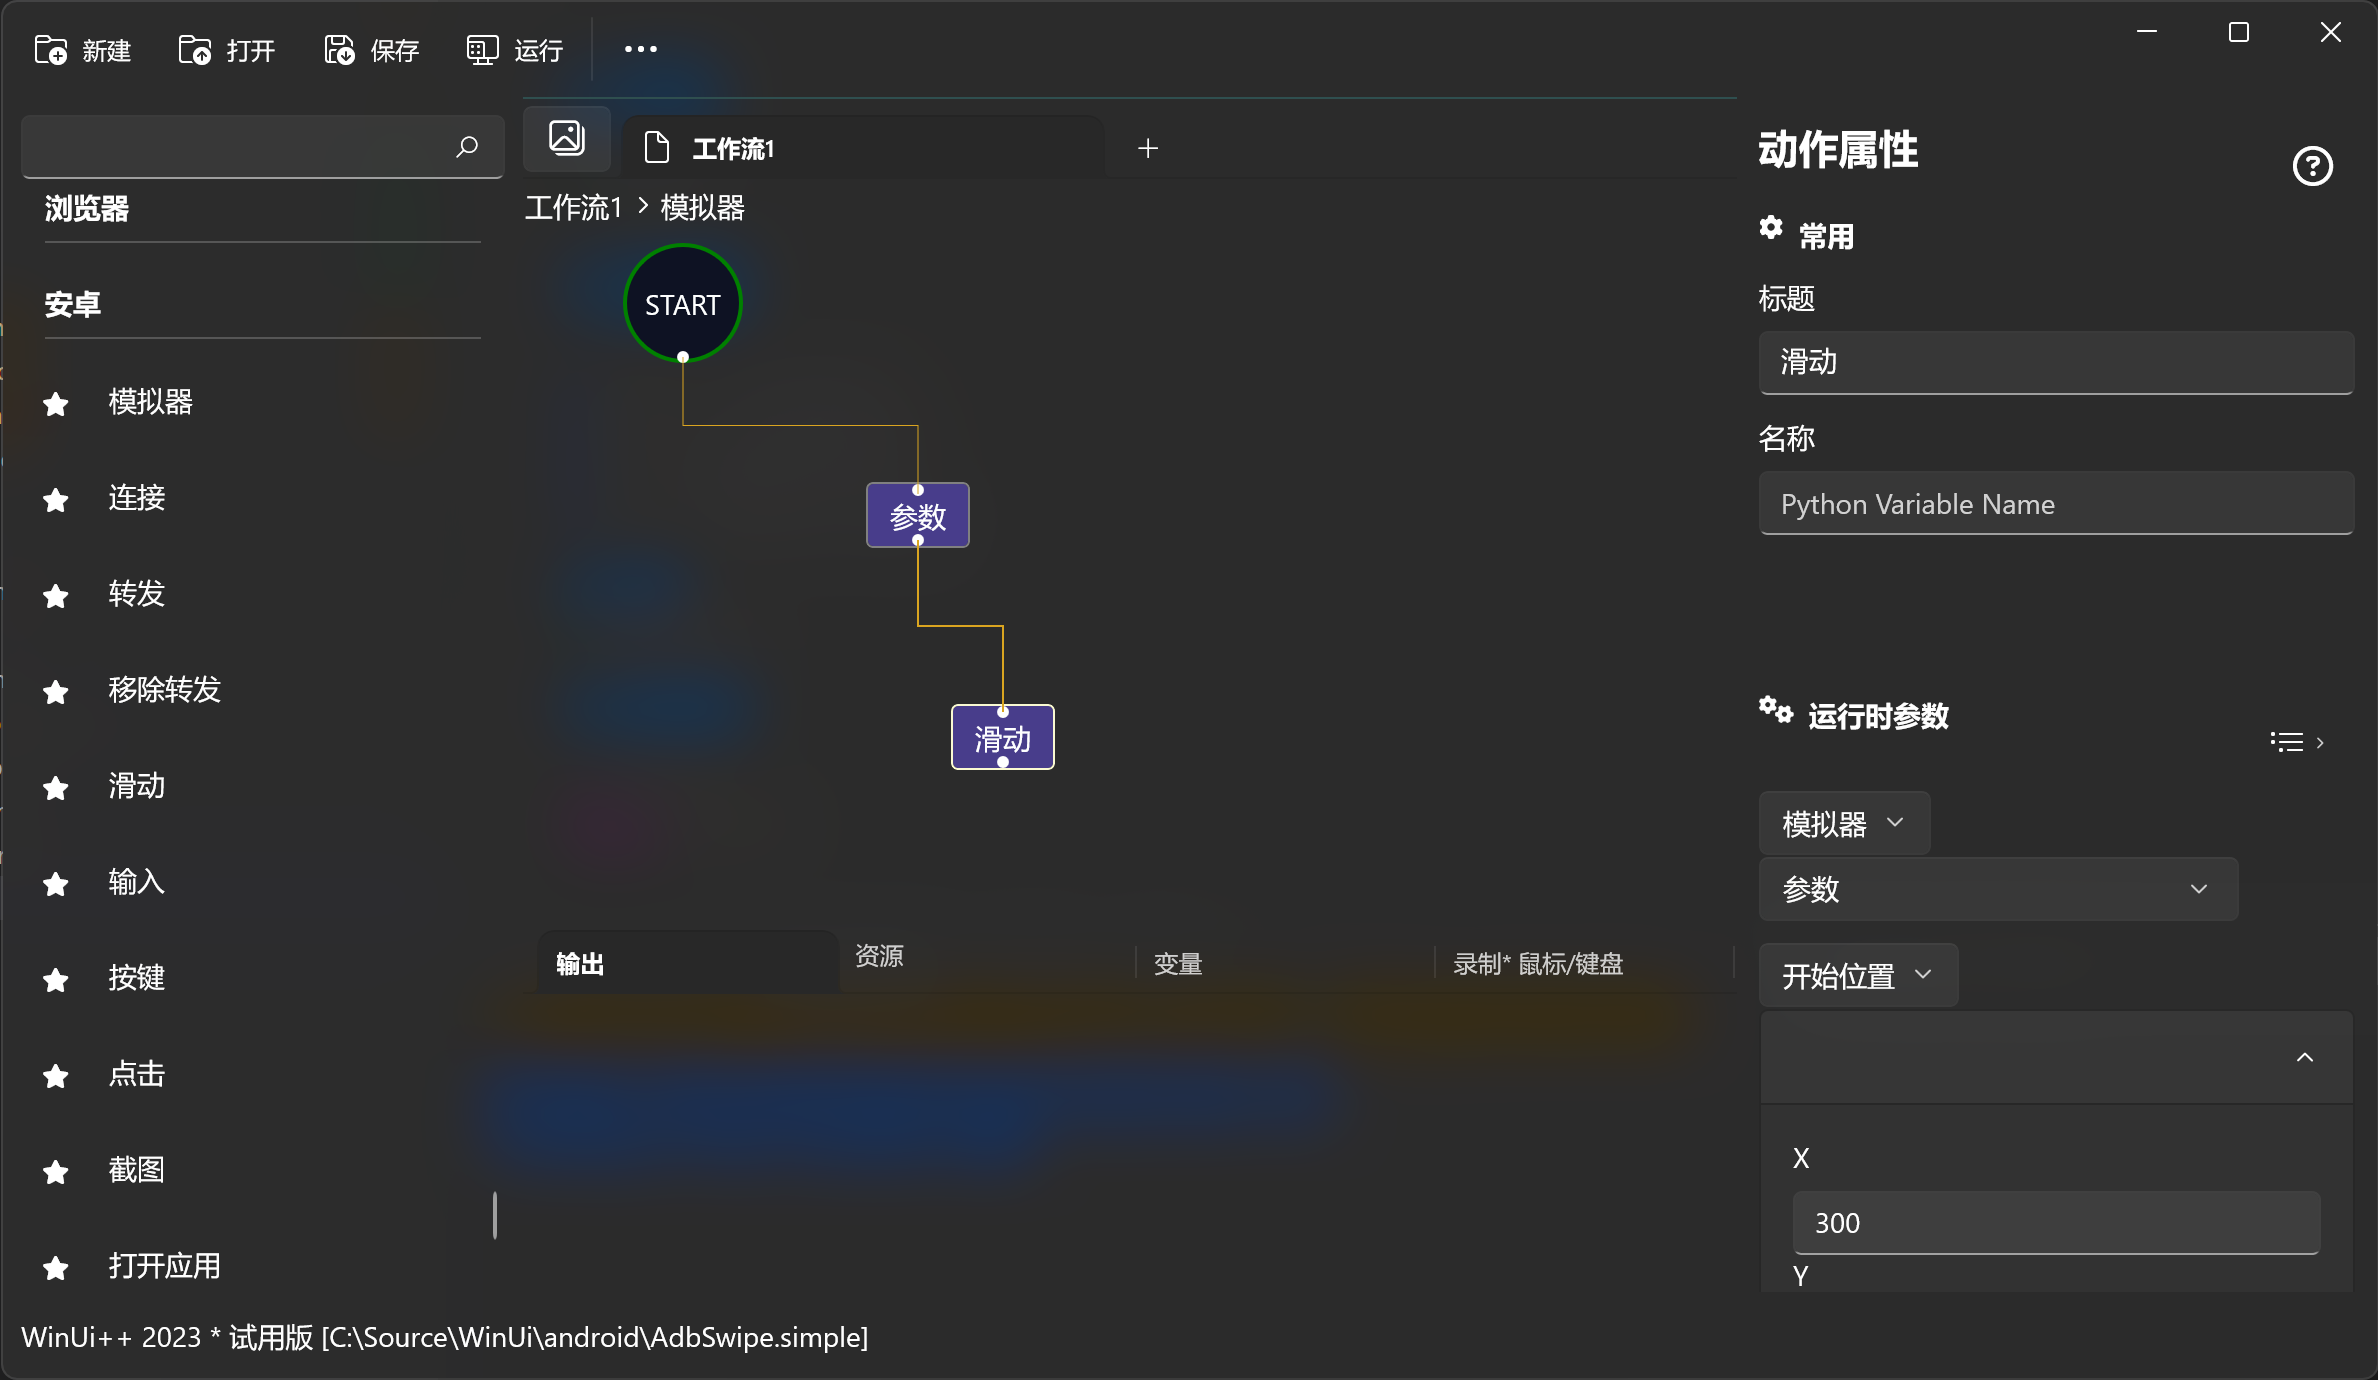 新建
打开
保存
运行
浏览器
安卓
模拟器
连接
转发
移除转发
滑动
输入
按键
点击
截图
打开应用
工作流1
工作流1 > 模拟器
START
参数
滑动
输出
资源
变量
录制* 鼠标/键盘
动作属性
常用
标题
滑动
名称
Python Variable Name
运行时参数
模拟器
参数
开始位置
X
300
Y
WinUi++ 2023 * 试用版 [C:\Source\WinUi\android\AdbSwipe.simple]